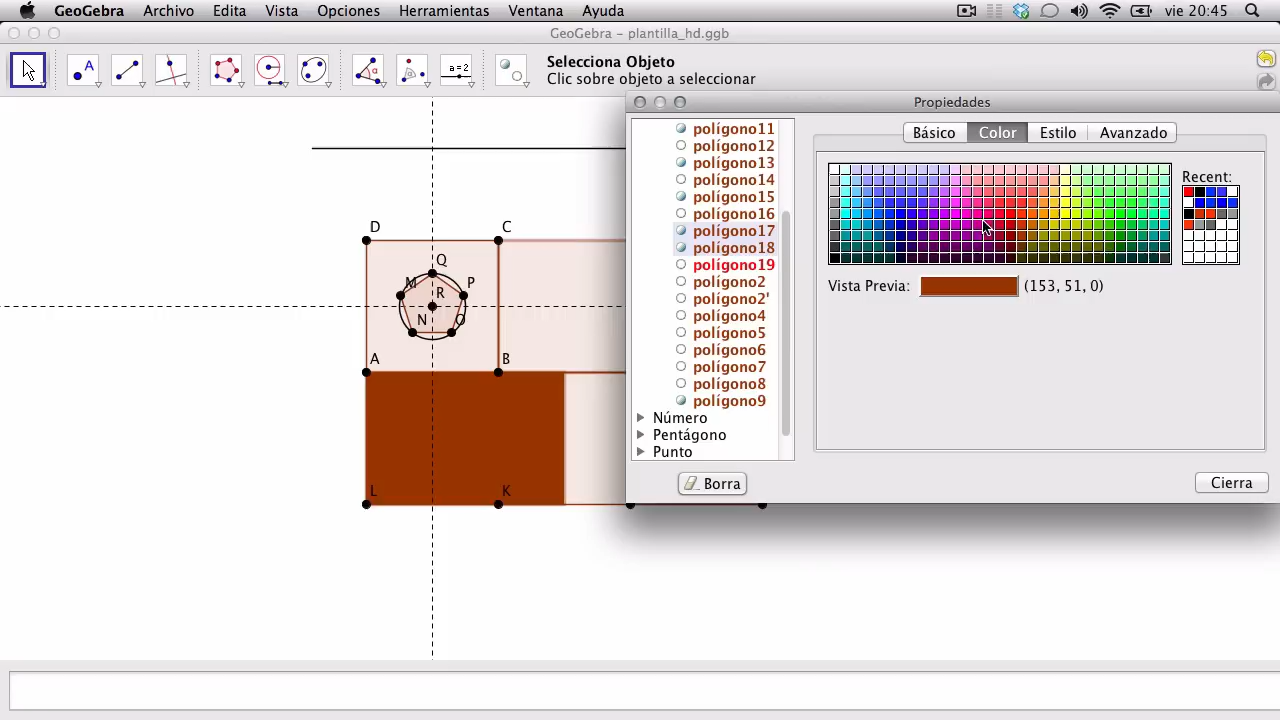 GeoGebra Archivo Edita Vista Opciones Herramientas Ventana Ayuda vie 20:45
GeoGebra – plantilla_hd.ggb
A
α
α
a = 2
Selecciona Objeto
Clic sobre objeto a seleccionar
Propiedades
polígono11
polígono12
polígono13
polígono14
polígono15
polígono16
polígono17
polígono18
polígono19
polígono2
polígono2'
polígono4
polígono5
polígono6
polígono7
polígono8
polígono9
Número
Pentágono
Punto
Básico Color Estilo Avanzado
Recent:
Vista Previa: (153, 51, 0)
Borra
Cierra
D C
Q
M P
R
N O
A B
L K